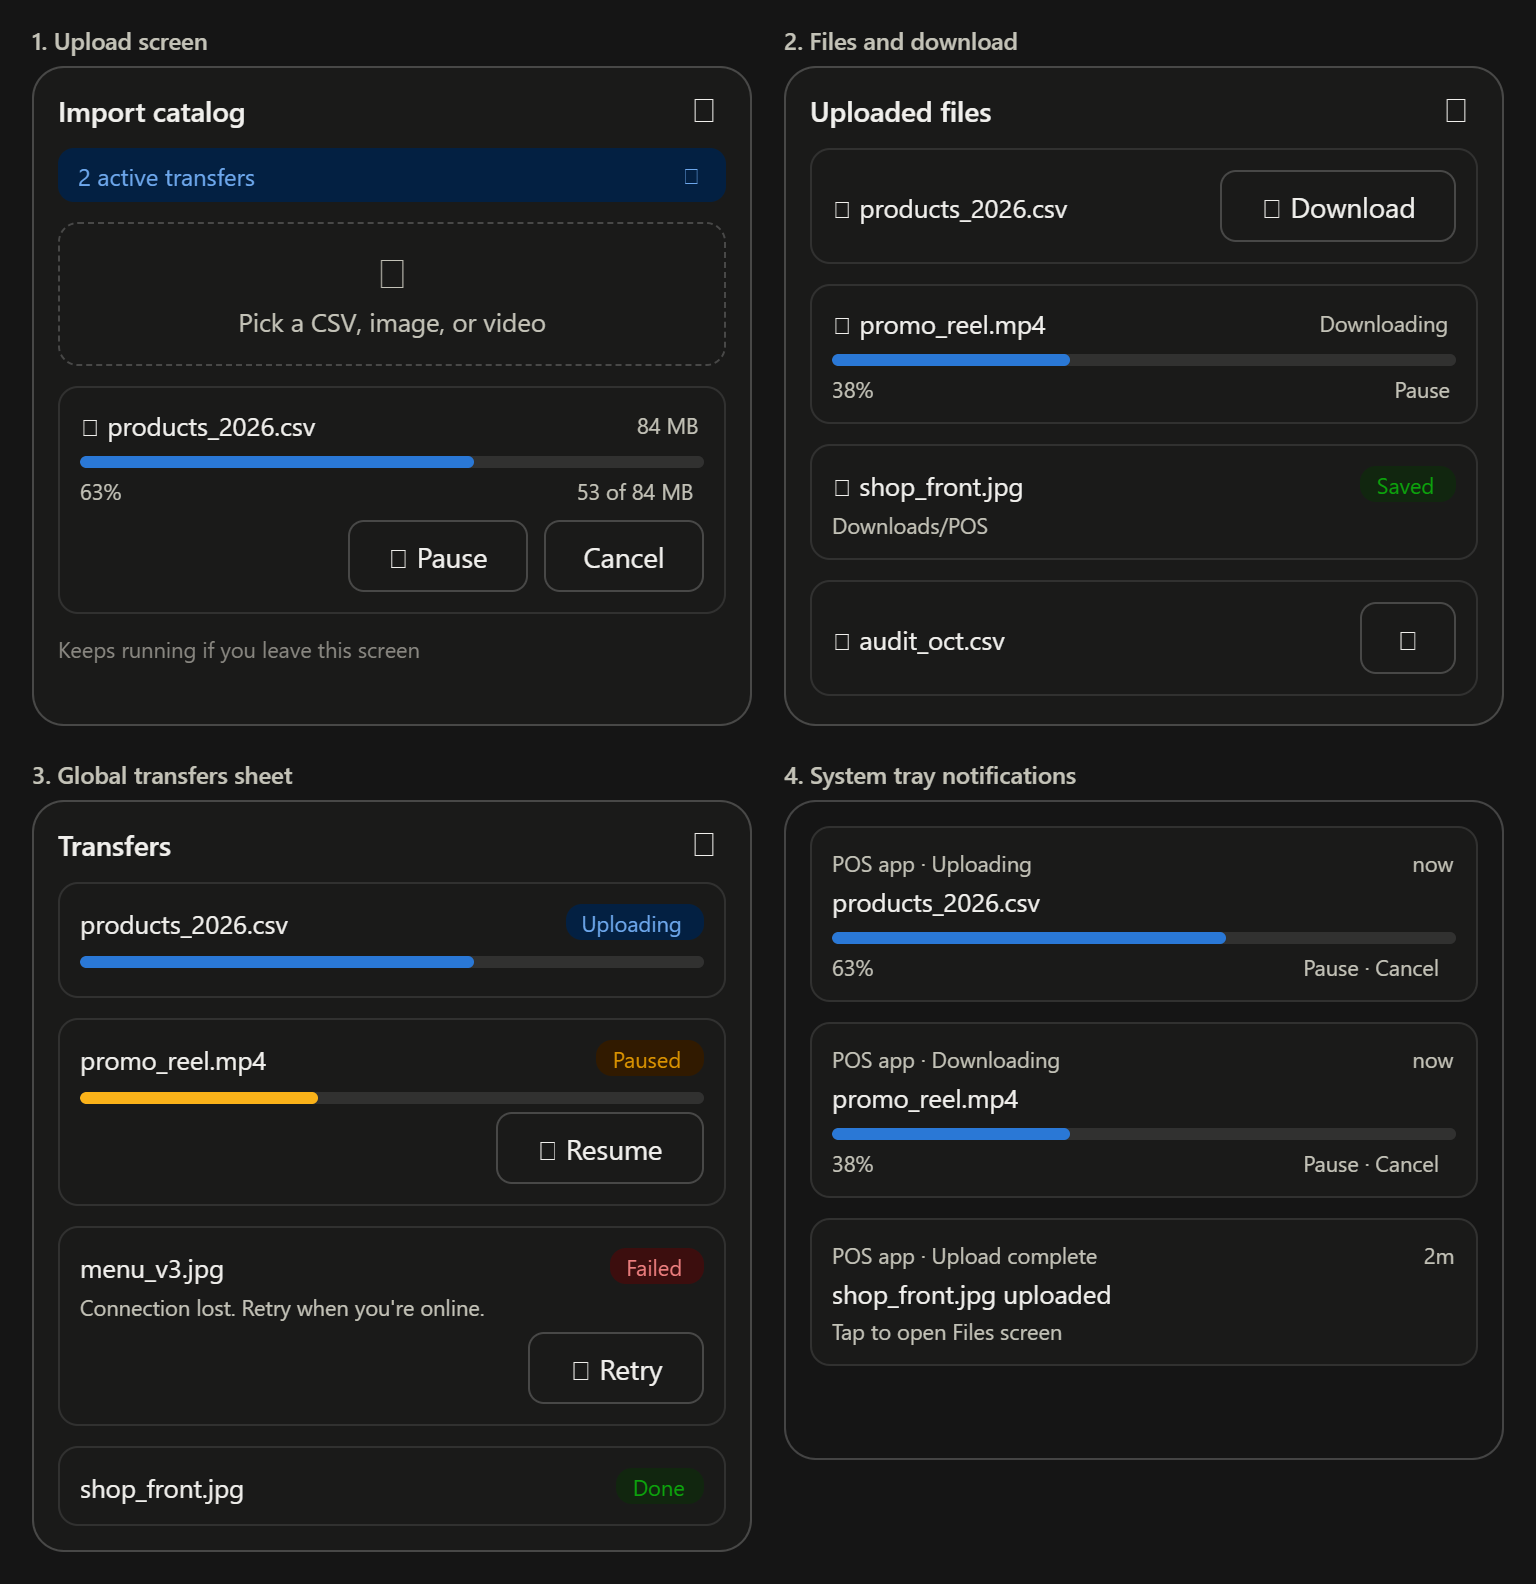 1. Upload screen
Import catalog
2 active transfers
Pick a CSV, image, or video
products_2026.csv
84 MB
63%
53 of 84 MB
Pause
Cancel
Keeps running if you leave this screen
2. Files and download
Uploaded files
products_2026.csv
Download
promo_reel.mp4
Downloading
38%
Pause
shop_front.jpg
Saved
Downloads/POS
audit_oct.csv
3. Global transfers sheet
Transfers
products_2026.csv
Uploading
promo_reel.mp4
Paused
Resume
menu_v3.jpg
Failed
Connection lost. Retry when you're online.
Retry
shop_front.jpg
Done
4. System tray notifications
POS app · Uploading
now
products_2026.csv
63%
Pause · Cancel
POS app · Downloading
now
promo_reel.mp4
38%
Pause · Cancel
POS app · Upload complete
2m
shop_front.jpg uploaded
Tap to open Files screen